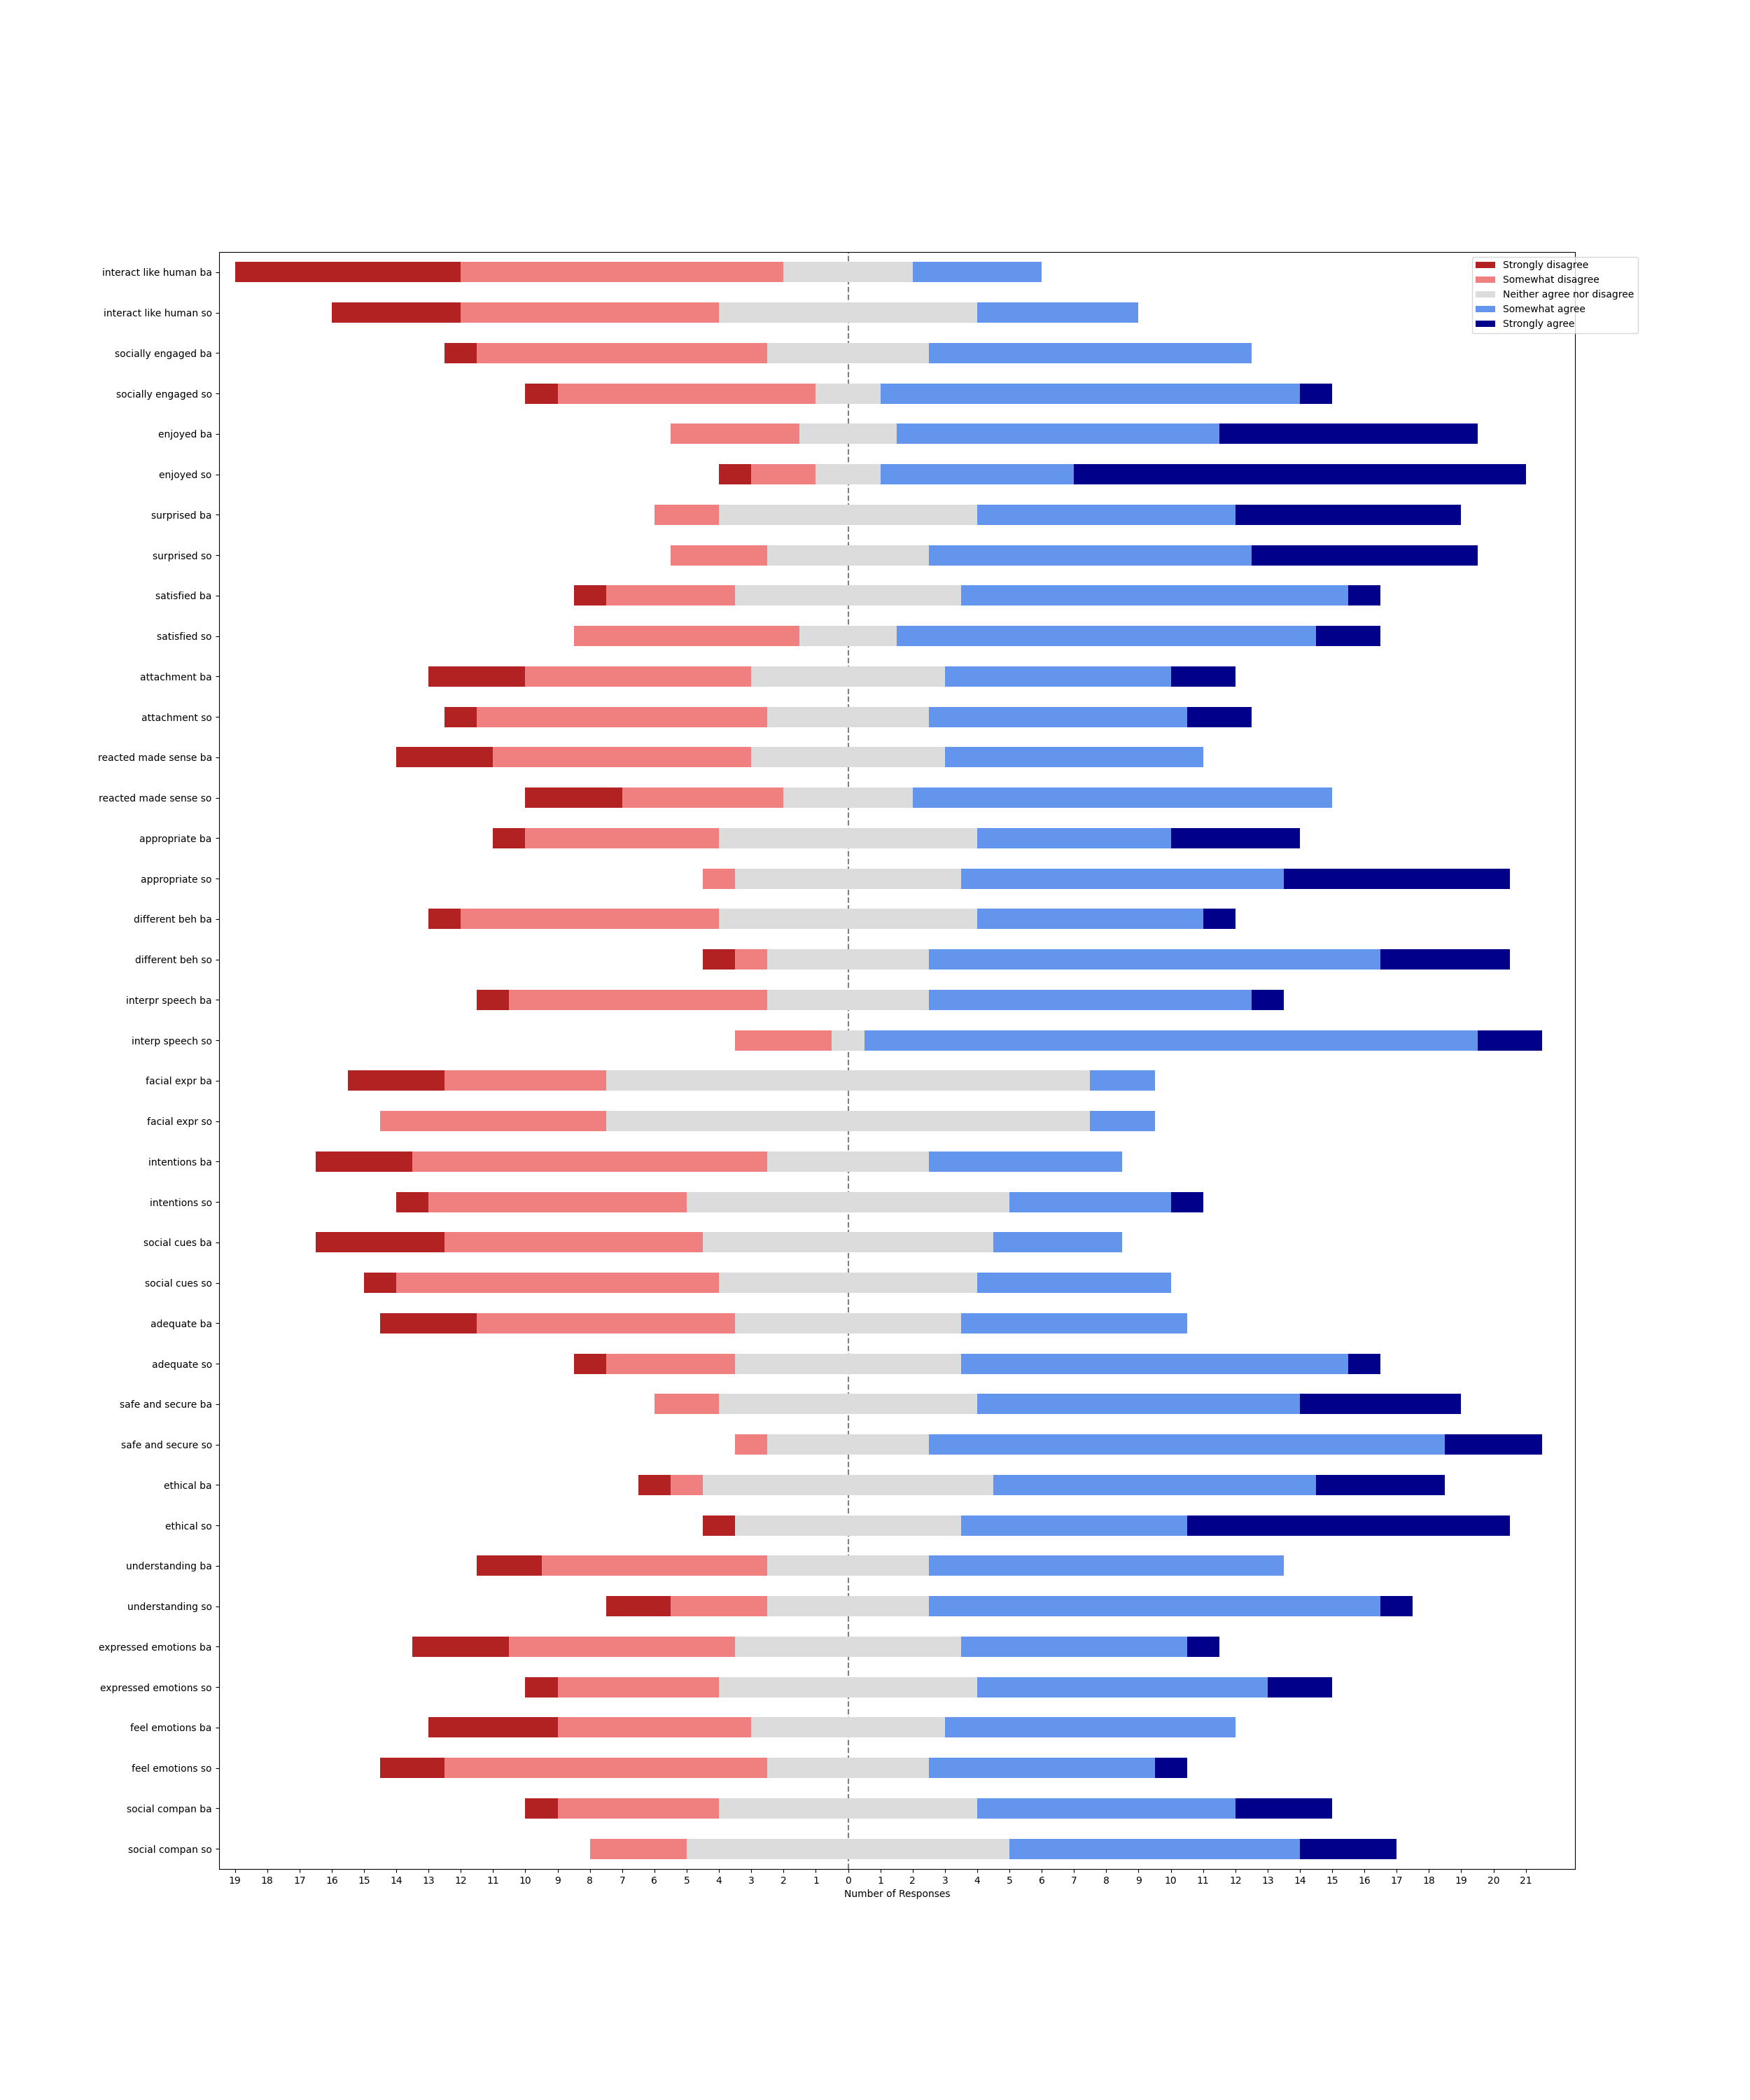 interact like human ba
interact like human so
socially engaged ba
socially engaged so
enjoyed ba
enjoyed so
surprised ba
surprised so
satisfied ba
satisfied so
attachment ba
attachment so
reacted made sense ba
reacted made sense so
appropriate ba
appropriate so
different beh ba
different beh so
interpr speech ba
interp speech so
facial expr ba
facial expr so
intentions ba
intentions so
social cues ba
social cues so
adequate ba
adequate so
safe and secure ba
safe and secure so
ethical ba
ethical so
understanding ba
understanding so
expressed emotions ba
expressed emotions so
feel emotions ba
feel emotions so
social compan ba
social compan so
Strongly disagree
Somewhat disagree
Neither agree nor disagree
Somewhat agree
Strongly agree
19 18 17 16 15 14 13 12 11 10 9 8 7 6 5 4 3 2 1 0 1 2 3 4 5 6 7 8 9 10 11 12 13 14 15 16 17 18 19 20 21
Number of Responses